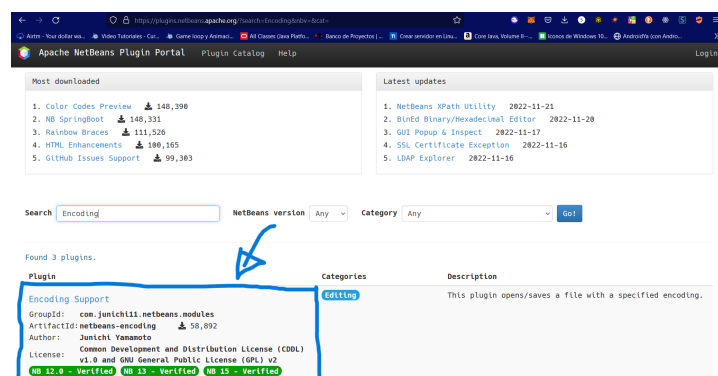 https://plugins.netbeans.apache.org/?search=Encoding&nbv=&cat=
Airtm - Your dollar wa... Video Tutoriales - Cur... Game loop y Animaci... All Classes (Java Platfo... Banco de Proyectos |... Crear servidor en Linu... Core Java, Volume II--... Iconos de Windows 10... AndroidYa (con Andro...
Apache NetBeans Plugin Portal Plugin Catalog Help Login
Most downloaded
1. Color Codes Preview 148,390
2. NB SpringBoot 148,331
3. Rainbow Braces 111,526
4. HTML Enhancements 100,165
5. GitHub Issues Support 99,303
Latest updates
1. NetBeans XPath Utility 2022-11-21
2. BinEd Binary/Hexadecimal Editor 2022-11-20
3. GUI Popup & Inspect 2022-11-17
4. SSL Certificate Exception 2022-11-16
5. LDAP Explorer 2022-11-16
Search Encoding NetBeans version Any Category Any Go!
Found 3 plugins.
Plugin Categories Description
Encoding Support Editing This plugin opens/saves a file with a specified encoding.
GroupId: com.junichi11.netbeans.modules
ArtifactId: netbeans-encoding 58,892
Author: Junichi Yamamoto
License: Common Development and Distribution License (CDDL)
v1.0 and GNU General Public License (GPL) v2
NB 12.0 - Verified NB 13 - Verified NB 15 - Verified